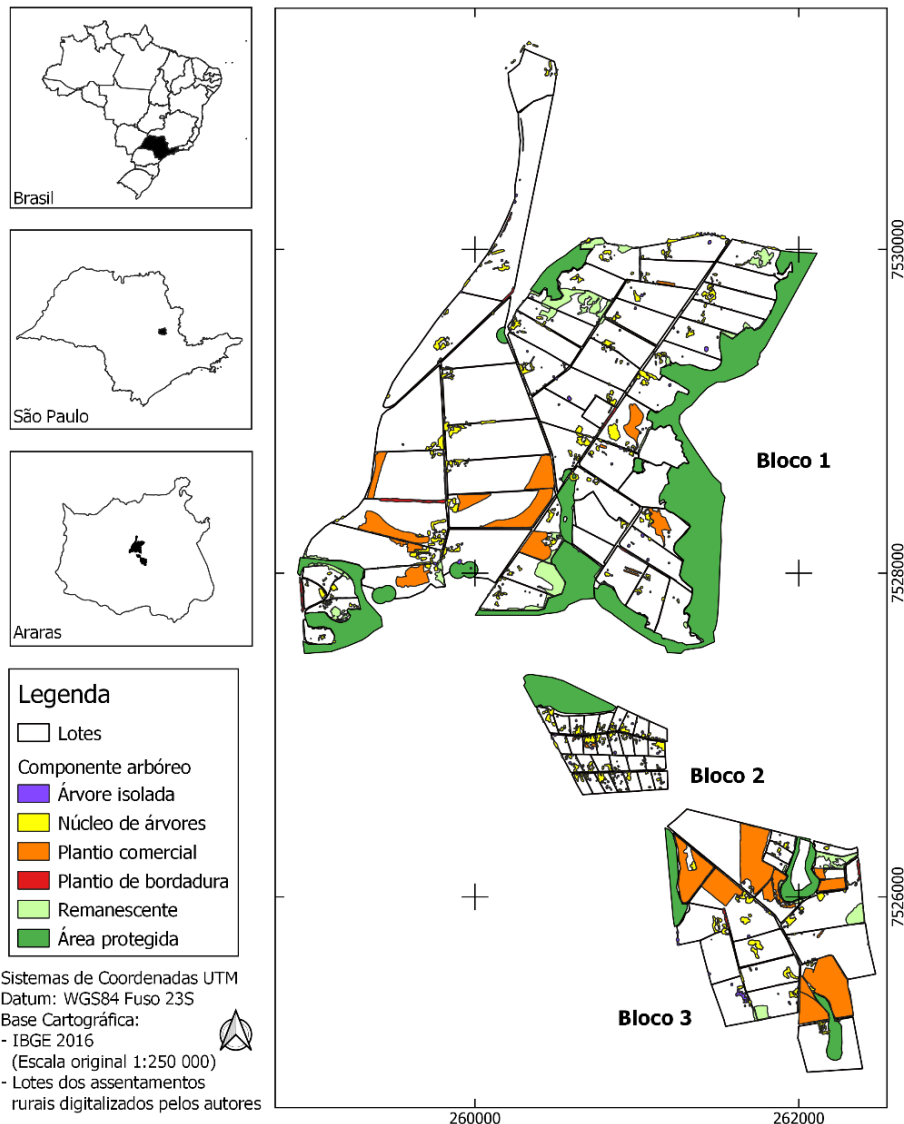 Brasil
São Paulo
Araras
Legenda
Lotes
Componente arbóreo
Árvore isolada
Núcleo de árvores
Plantio comercial
Plantio de bordadura
Remanescente
Área protegida
Sistemas de Coordenadas UTM
Datum: WGS84 Fuso 23S
Base Cartográfica:
- IBGE 2016
(Escala original 1:250 000)
- Lotes dos assentamentos
rurais digitalizados pelos autores
Bloco 1
Bloco 2
Bloco 3
7530000
7528000
7526000
260000
262000